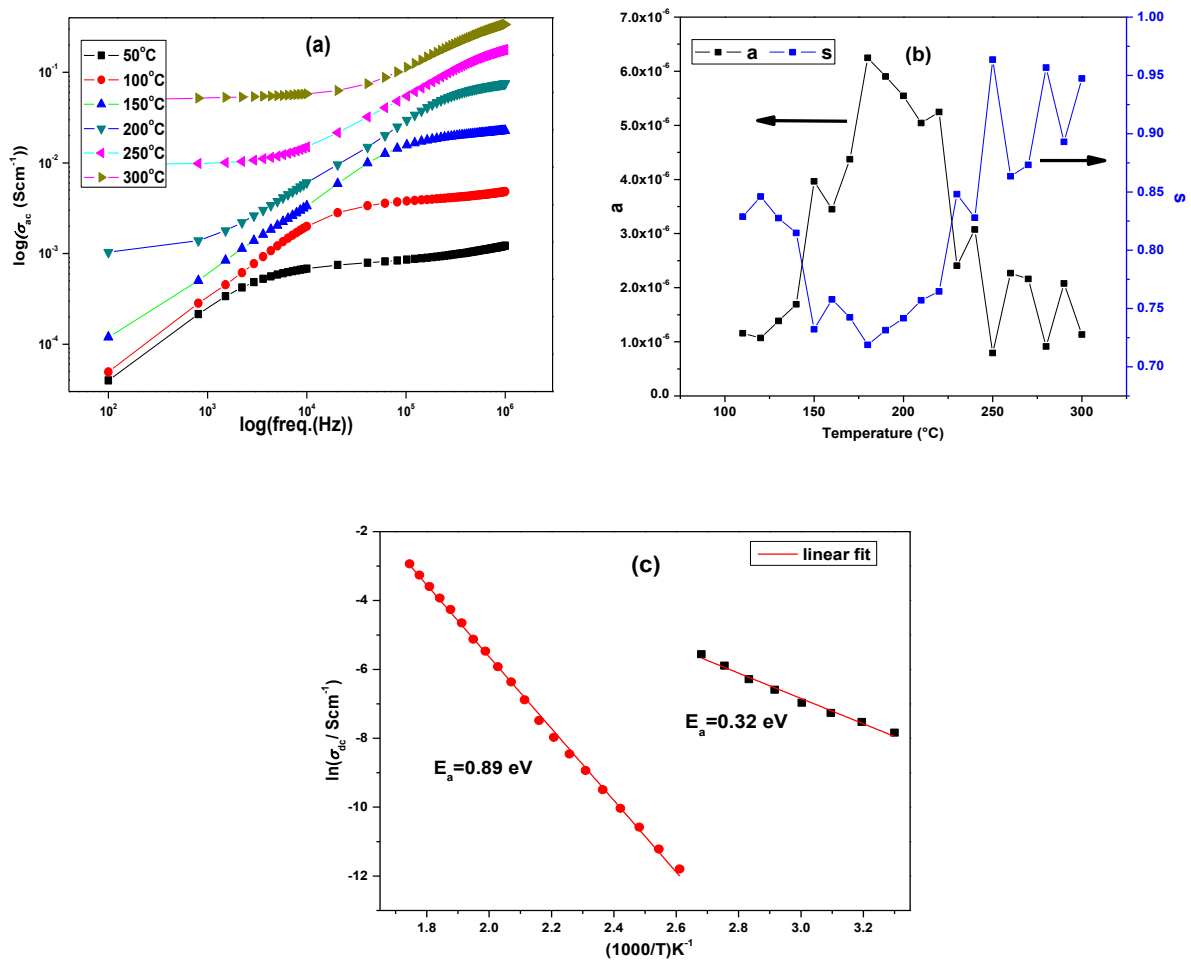 (a)
50°C
100°C
150°C
200°C
250°C
300°C
log(σac (Scm⁻¹))
10⁻¹
10⁻²
10⁻³
10⁻⁴
10² 10³ 10⁴ 10⁵ 10⁶
log(freq.(Hz))
(b)
a s
a
7.0x10⁻⁶
6.0x10⁻⁶
5.0x10⁻⁶
4.0x10⁻⁶
3.0x10⁻⁶
2.0x10⁻⁶
1.0x10⁻⁶
0.0
1.00
0.95
0.90
0.85
0.80
0.75
0.70
s
100 150 200 250 300
Temperature (°C)
(c)
linear fit
ln(σdc/ Scm⁻¹)
-2
-4
-6
-8
-10
-12
Ea=0.32 eV
Ea=0.89 eV
1.8 2.0 2.2 2.4 2.6 2.8 3.0 3.2
(1000/T)K⁻¹